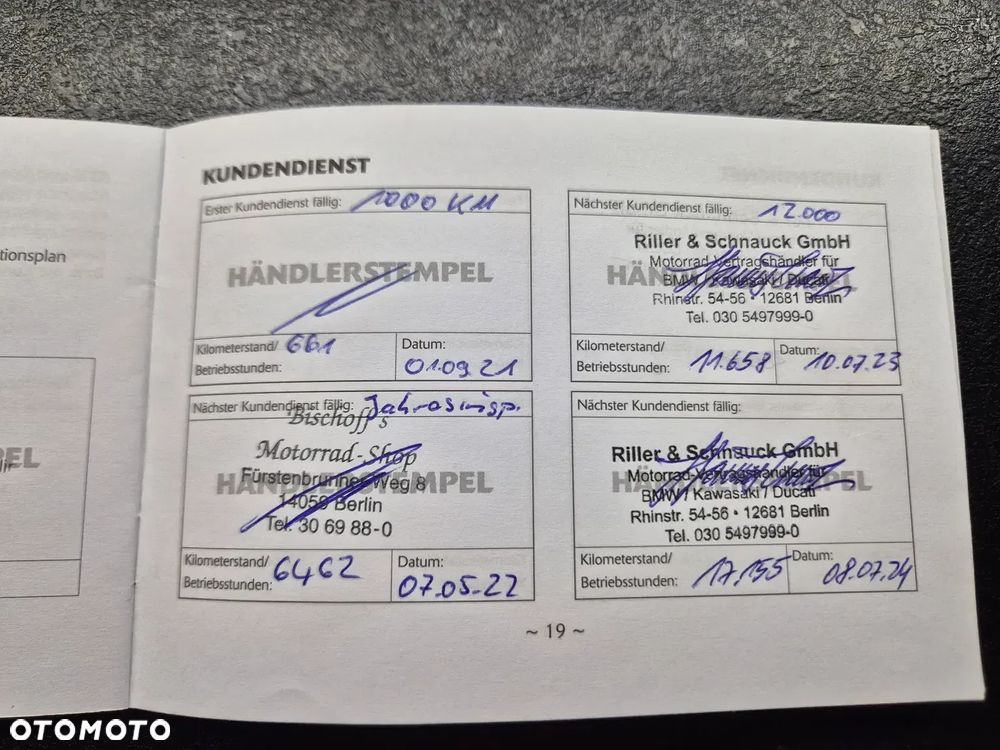 tionsplan
KUNDENDIENST
Erster Kundendienst fällig: 1000 KM
HÄNDLERSTEMPEL
Kilometerstand/ 661
Betriebsstunden:
Datum:
01.09.21
Nächster Kundendienst fällig: Jahresinsp.
Bischoff's
Motorrad-Shop
Fürstenbrunner Weg 8
HÄNDLERSTEMPEL
14059 Berlin
Tel. 30 69 88-0
Kilometerstand/
Betriebsstunden: 6462
Datum:
07.05.22
Nächster Kundendienst fällig: 12.000
Riller & Schnauck GmbH
Motorrad-Vertragshändler für
BMW / Kawasaki / Ducati
Rhinstr. 54-56 • 12681 Berlin
Tel. 030 5497999-0
Kilometerstand/
Betriebsstunden: 11.658
Datum:
10.07.23
Nächster Kundendienst fällig:
Riller & Schnauck GmbH
Motorrad-Vertragshändler für
BMW / Kawasaki / Ducati
Rhinstr. 54-56 • 12681 Berlin
Tel. 030 5497999-0
Kilometerstand/
Betriebsstunden: 17.155
Datum:
08.07.24
~ 19 ~
OTOMOTO